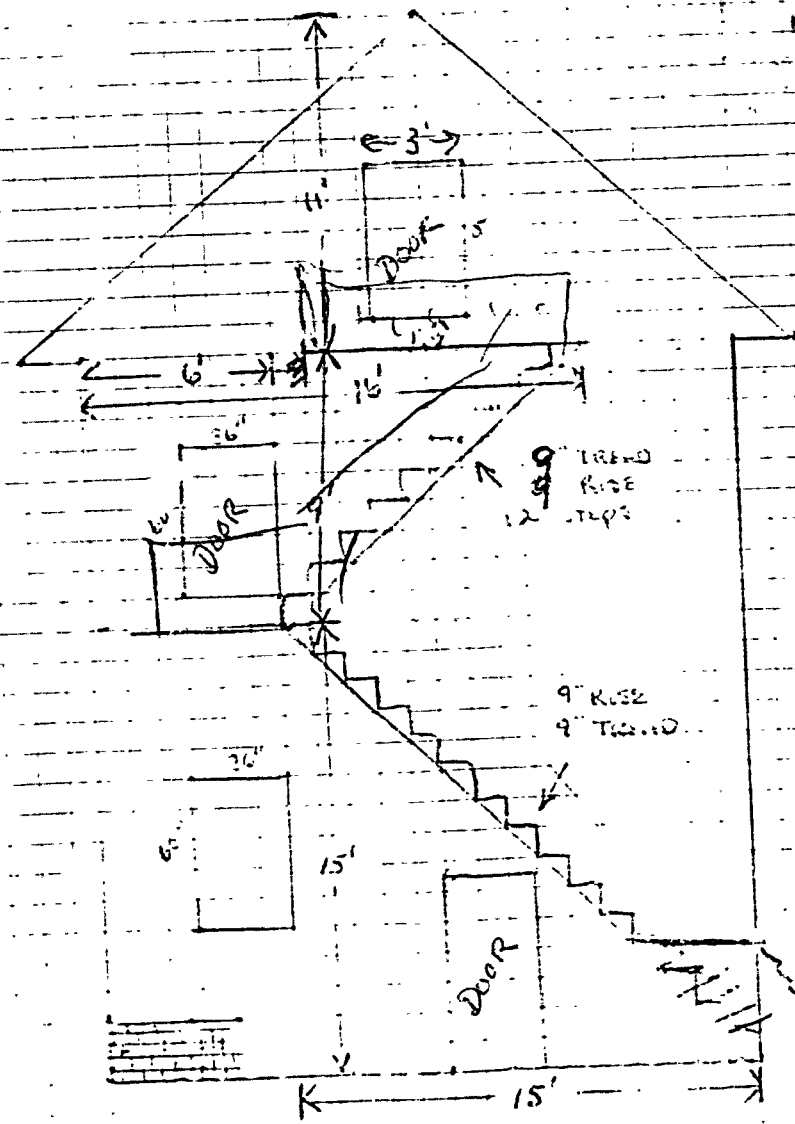 3'
11'
DOOR
5'
6'
16'
36"
9" TREAD
RISE
12 STEPS
DOOR
9'
9" RISE
9" TREAD
36"
15'
DOOR
15'